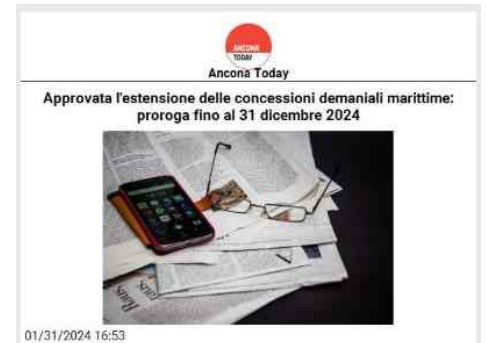 ANCONA
TODAY
Ancona Today
Approvata l'estensione delle concessioni demaniali marittime:
proroga fino al 31 dicembre 2024
01/31/2024 16:53